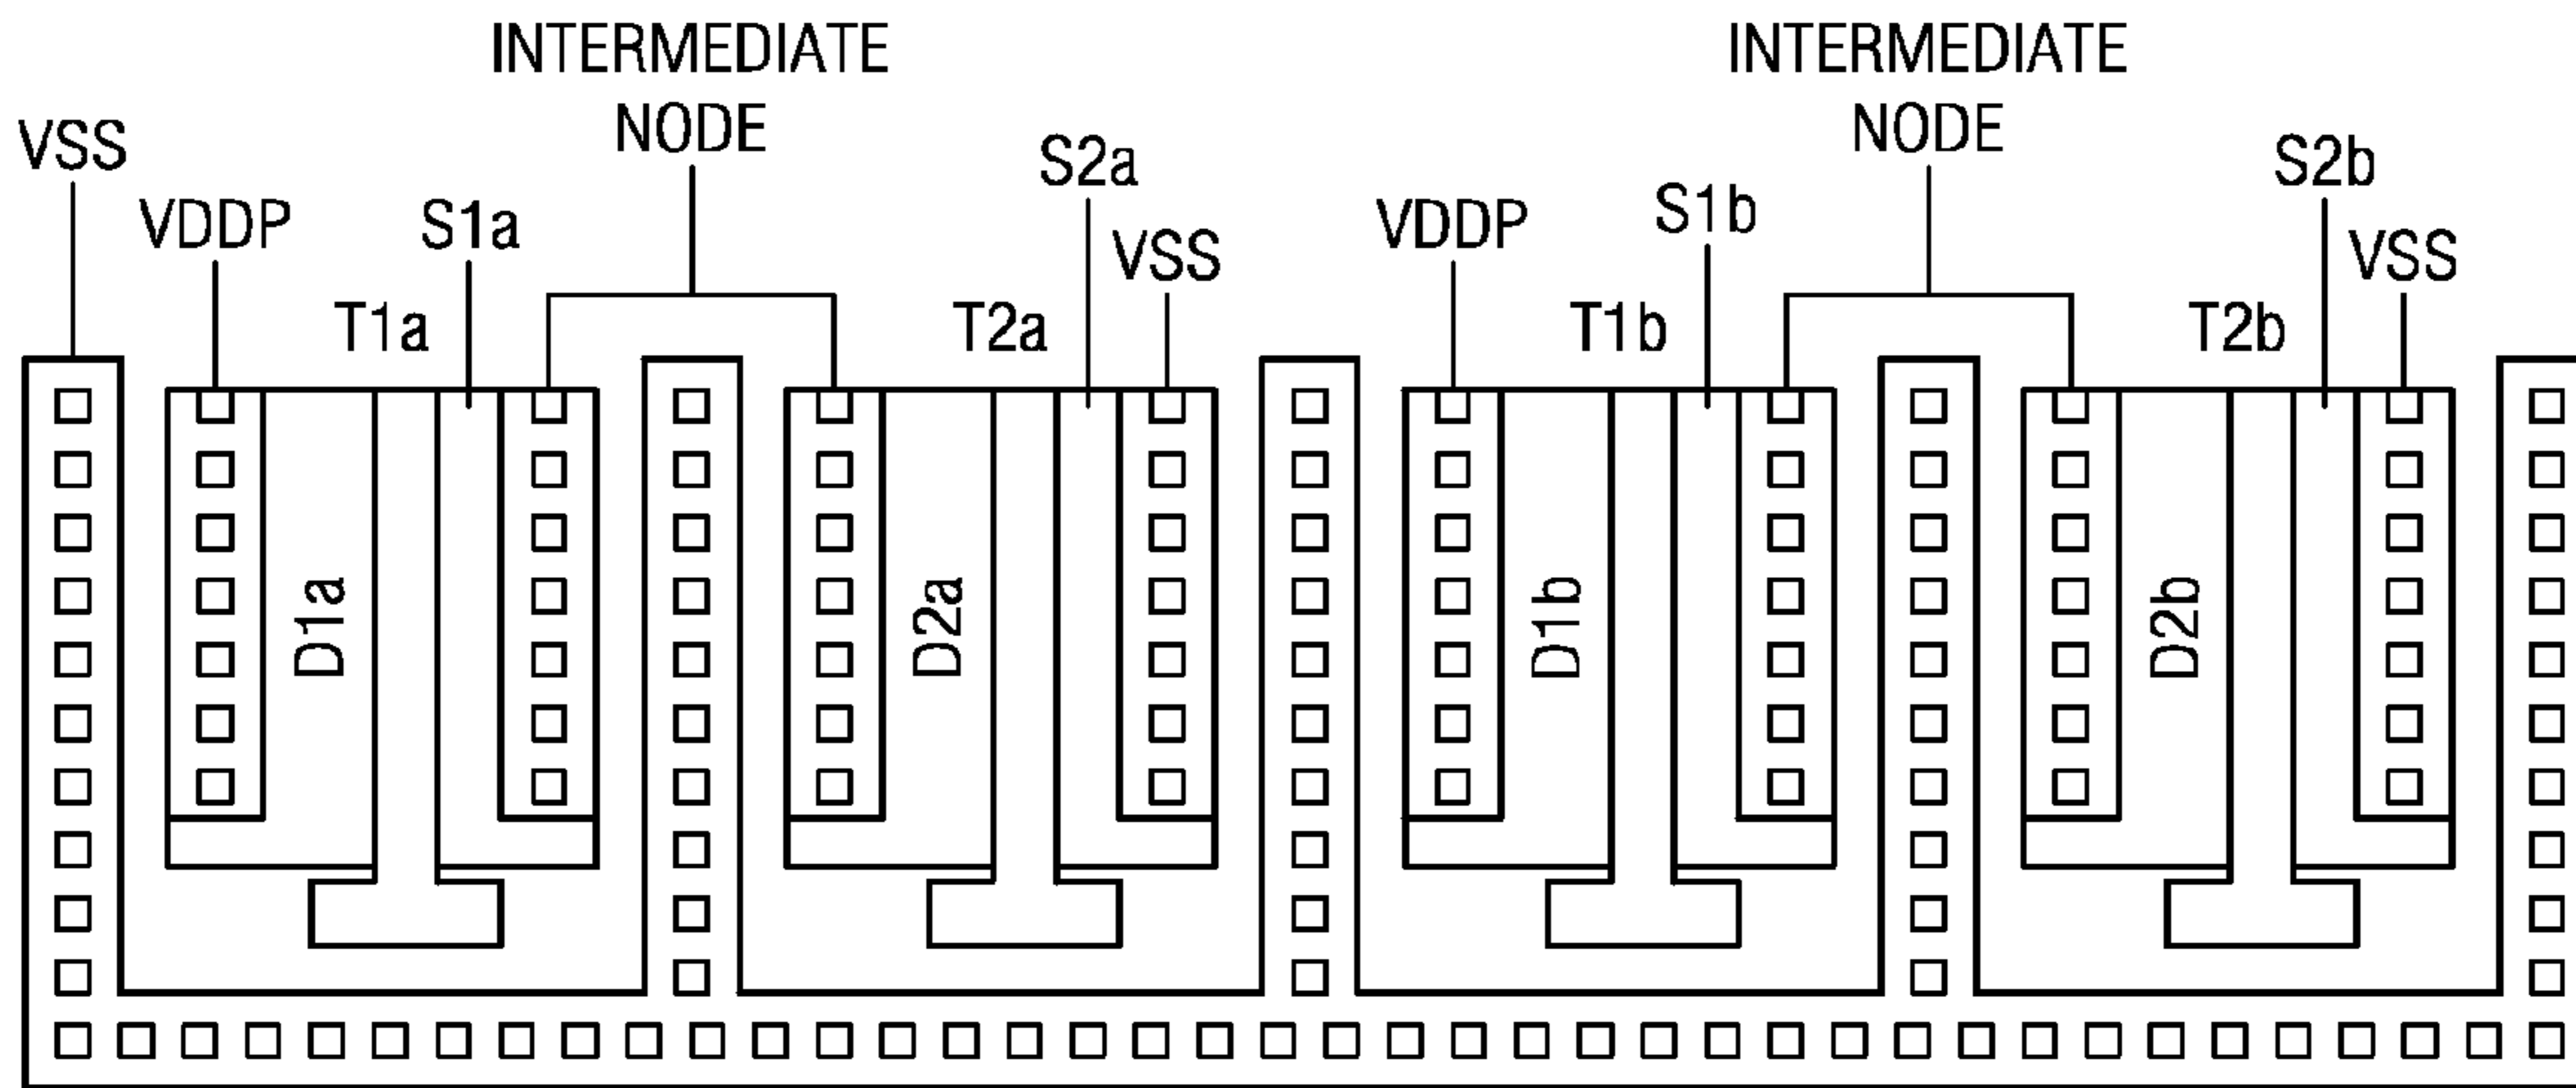 INTERMEDIATE
NODE
INTERMEDIATE
NODE
VSS
VDDP
S1a
S2a
VSS
VDDP
S1b
S2b
VSS
T1a
T2a
T1b
T2b
D1a
D2a
D1b
D2b